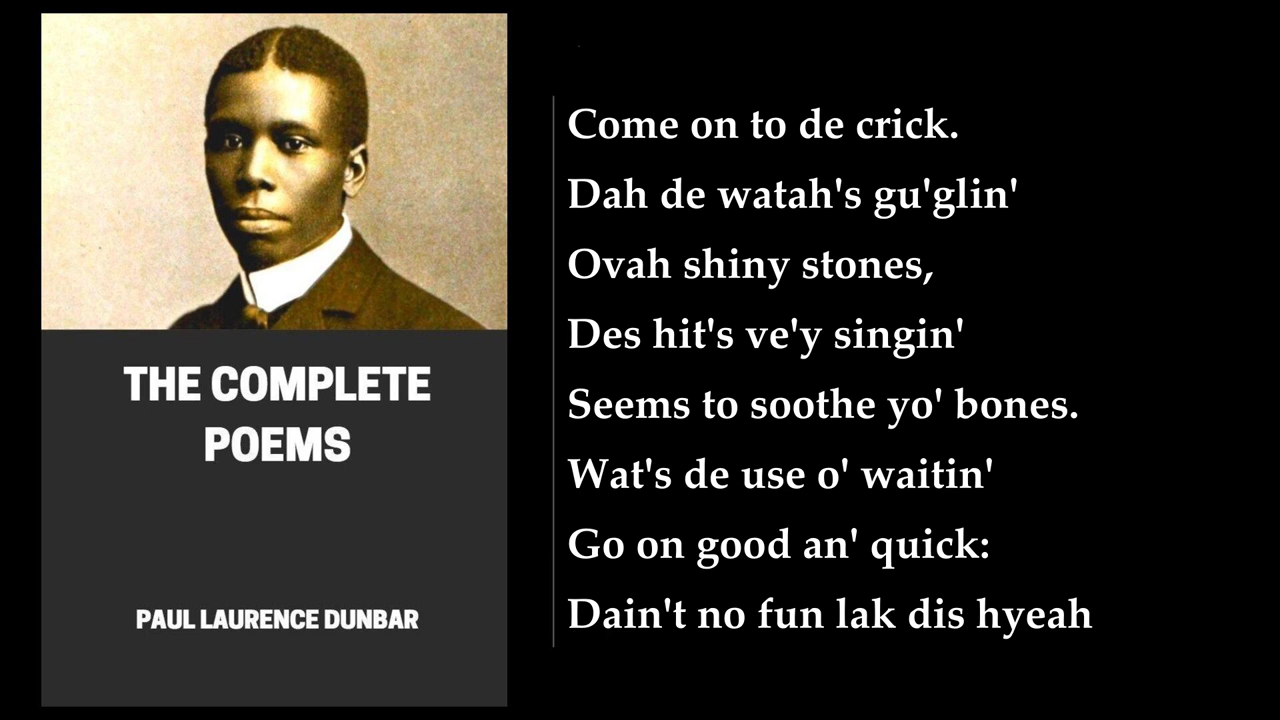 THE COMPLETE
POEMS
PAUL LAURENCE DUNBAR
Come on to de crick.
Dah de watah's gu'glin'
Ovah shiny stones,
Des hit's ve'y singin'
Seems to soothe yo' bones.
Wat's de use o' waitin'
Go on good an' quick:
Dain't no fun lak dis hyeah